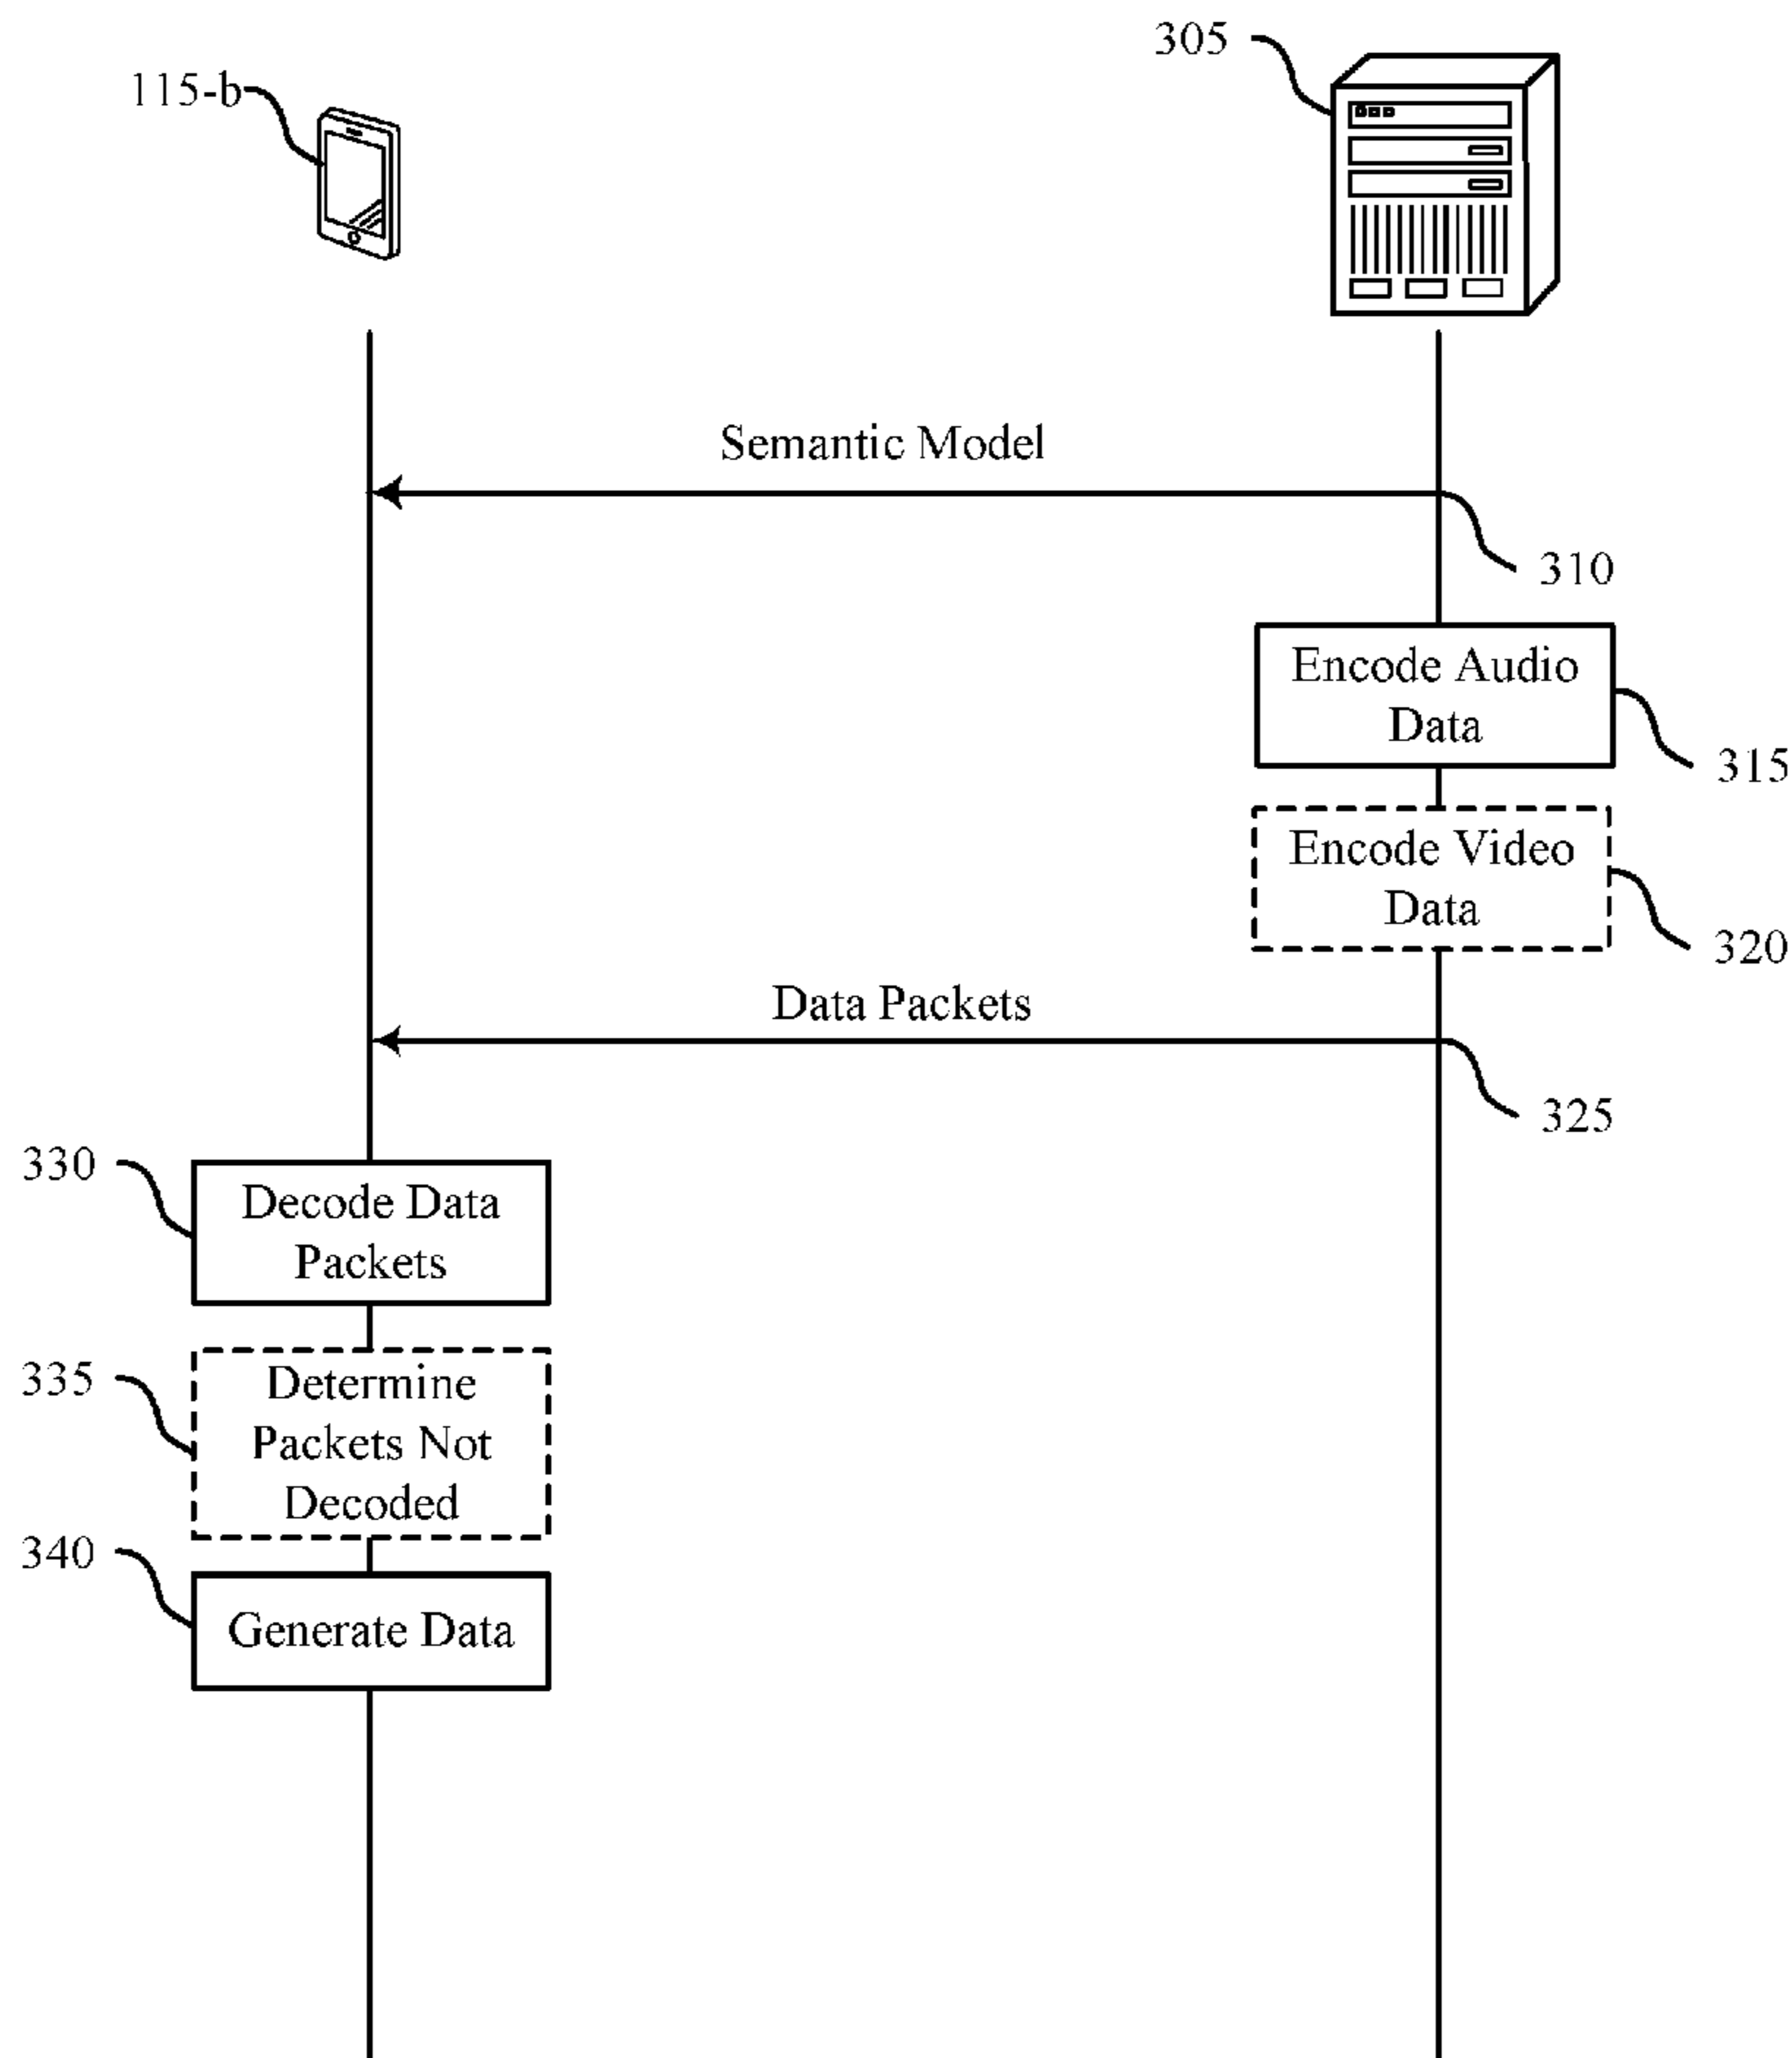 305
115-b
Semantic Model
310
Encode Audio
Data
315
Encode Video
Data
320
Data Packets
325
330
Decode Data
Packets
335
Determine
Packets Not
Decoded
340
Generate Data